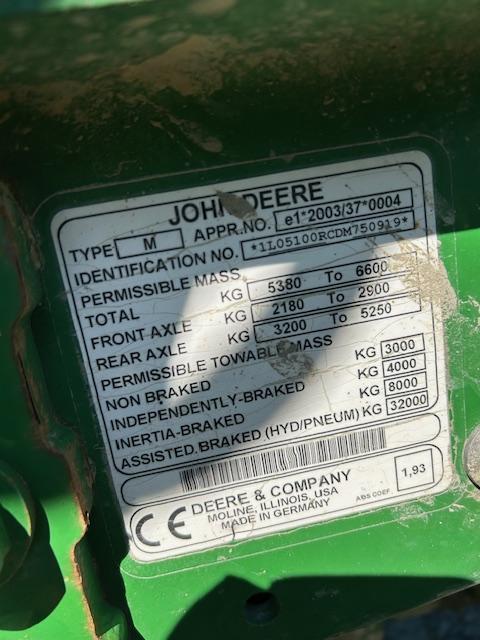 JOHN DEERE
TYPE M APPR.NO. e1*2003/37*0004
IDENTIFICATION NO. *1L05100RCDM750919*
PERMISSIBLE MASS
TOTAL KG 5380 To 6600
FRONT AXLE KG 2180 To 2900
REAR AXLE KG 3200 To 5250
PERMISSIBLE TOWABLE MASS
NON BRAKED KG 3000
INDEPENDENTLY-BRAKED KG 4000
INERTIA-BRAKED KG 8000
ASSISTED.BRAKED (HYD/PNEUM) KG 32000
CE DEERE & COMPANY
MOLINE, ILLINOIS, USA
MADE IN GERMANY
ABS COEF 1,93